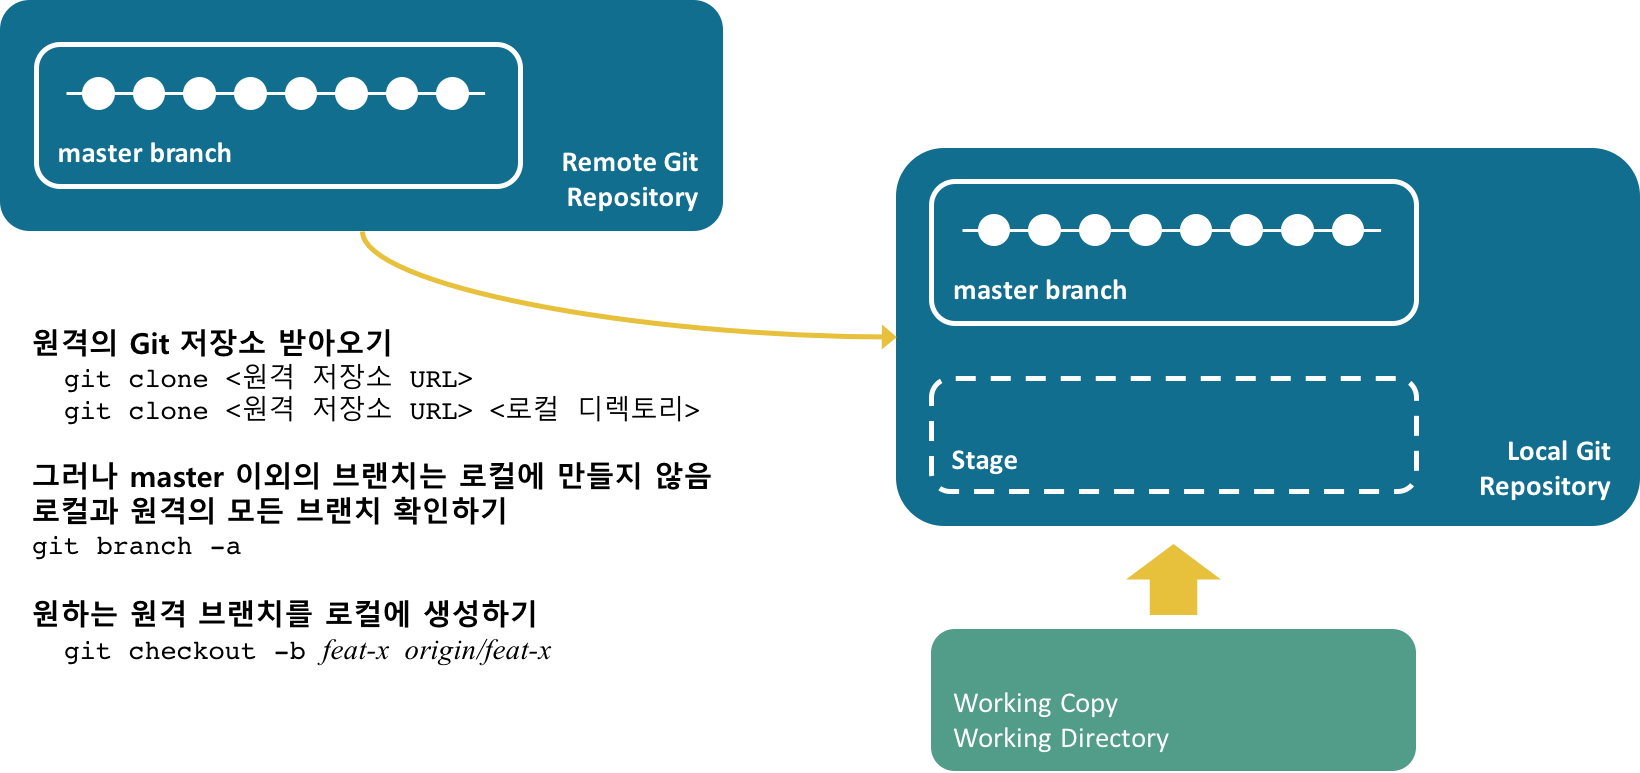 master branch
Remote Git
Repository
원격의 Git 저장소 받아오기
git clone <원격 저장소 URL>
git clone <원격 저장소 URL> <로컬 디렉토리>
그러나 master 이외의 브랜치는 로컬에 만들지 않음
로컬과 원격의 모든 브랜치 확인하기
git branch -a
원하는 원격 브랜치를 로컬에 생성하기
git checkout -b feat-x origin/feat-x
master branch
Stage
Local Git
Repository
Working Copy
Working Directory